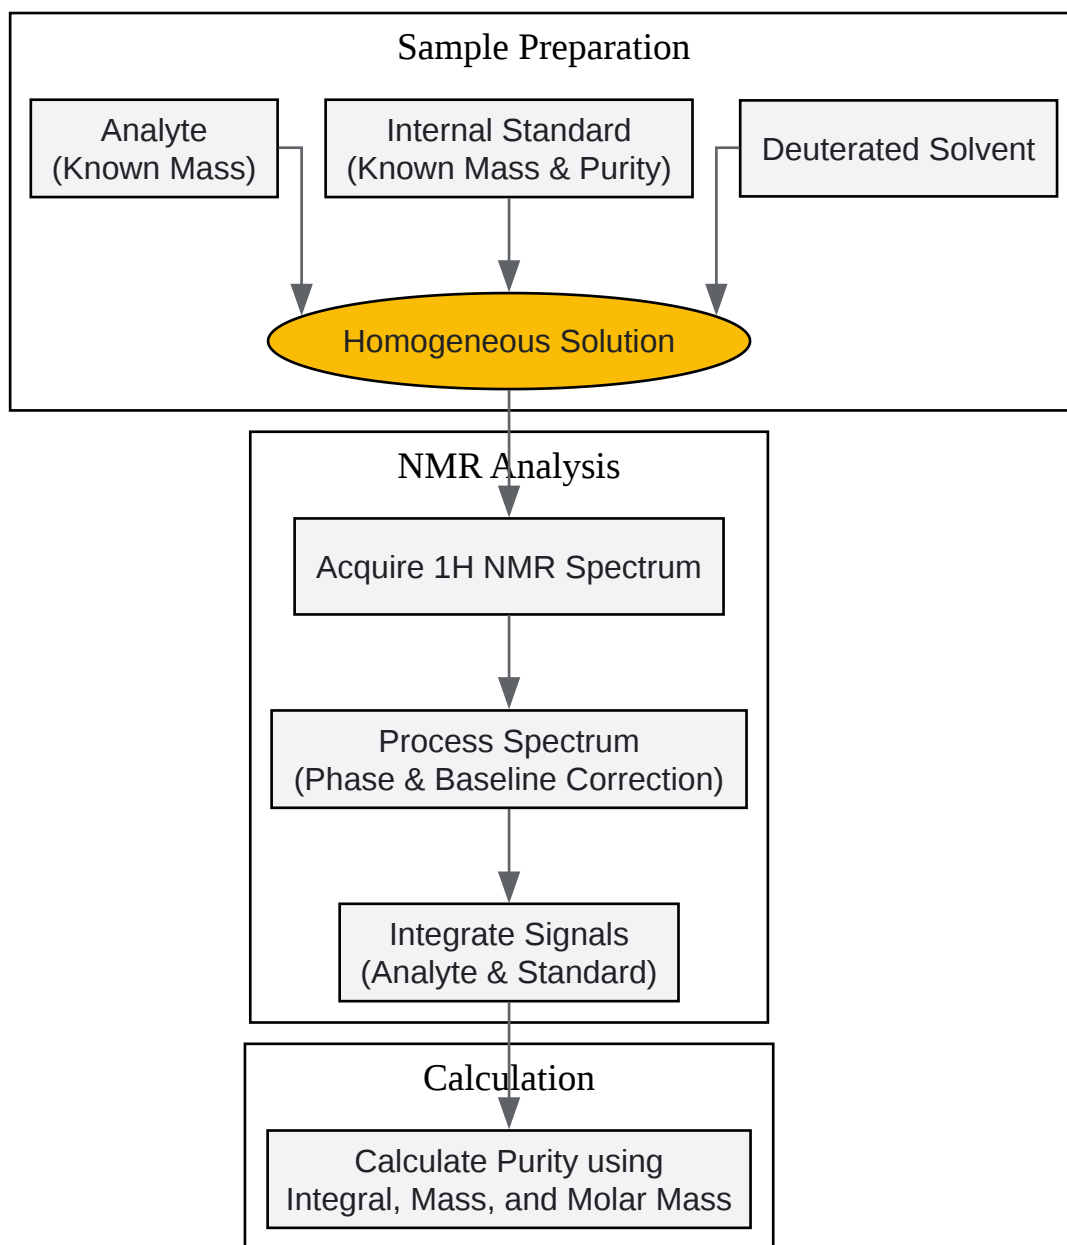 Sample Preparation
Analyte
(Known Mass)
Internal Standard
(Known Mass & Purity)
Deuterated Solvent
Homogeneous Solution
NMR Analysis
Acquire 1H NMR Spectrum
Process Spectrum
(Phase & Baseline Correction)
Integrate Signals
(Analyte & Standard)
Calculation
Calculate Purity using
Integral, Mass, and Molar Mass